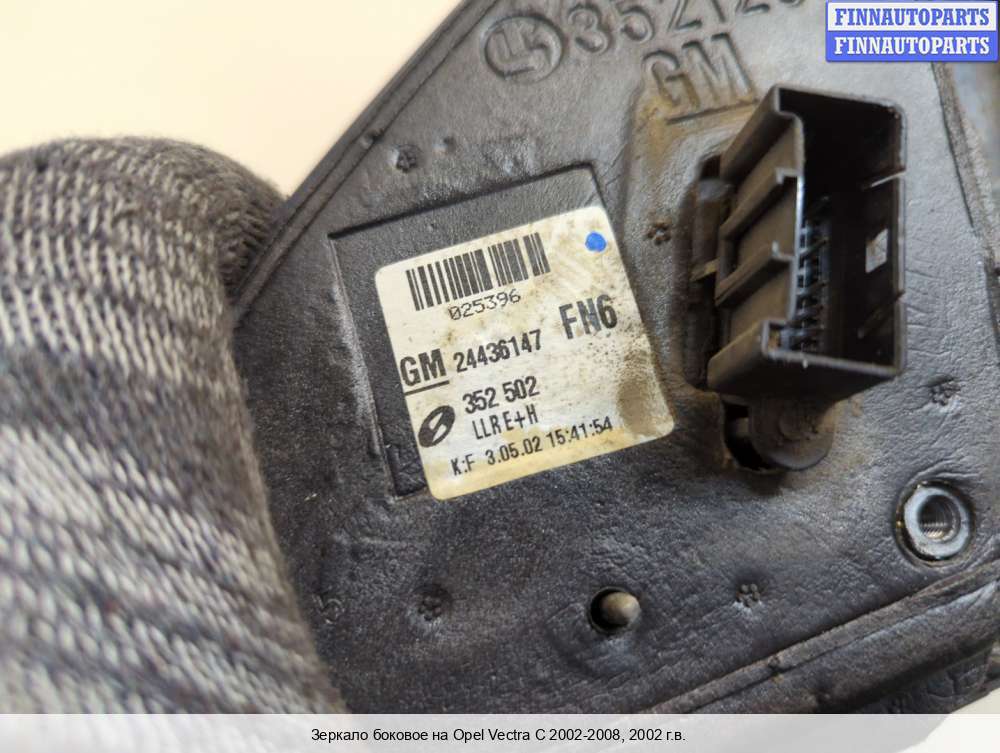 FINNAUTOPARTS
FINNAUTOPARTS
GM
025396
FN6
GM 24436147
352 502
LLR E+H
K:F 3.05.02 15:41:54
Зеркало боковое на Opel Vectra C 2002-2008, 2002 г.в.